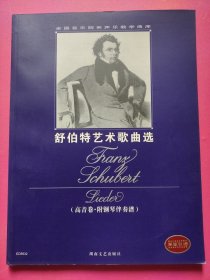 全国音乐院系声乐教学曲库
舒伯特艺术歌曲选
Franz
Schubert
Lieder
（高音卷·附钢琴伴奏谱）
湖南文艺出版社